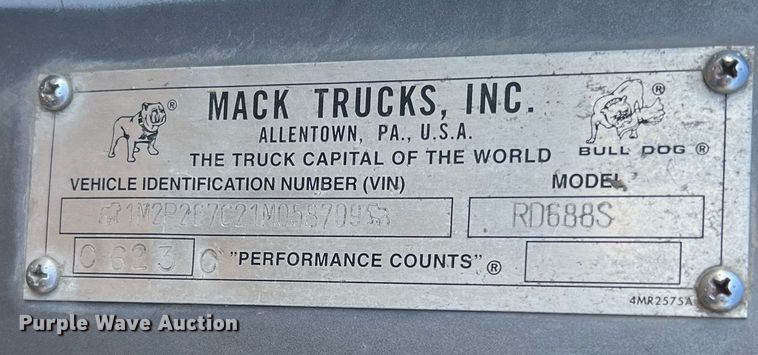 MACK TRUCKS, INC.
ALLENTOWN, PA., U.S.A.
THE TRUCK CAPITAL OF THE WORLD
BULL DOG ®
VEHICLE IDENTIFICATION NUMBER (VIN)
MODEL
RD688S
C623 C "PERFORMANCE COUNTS"®
4MR2575A
Purple Wave Auction